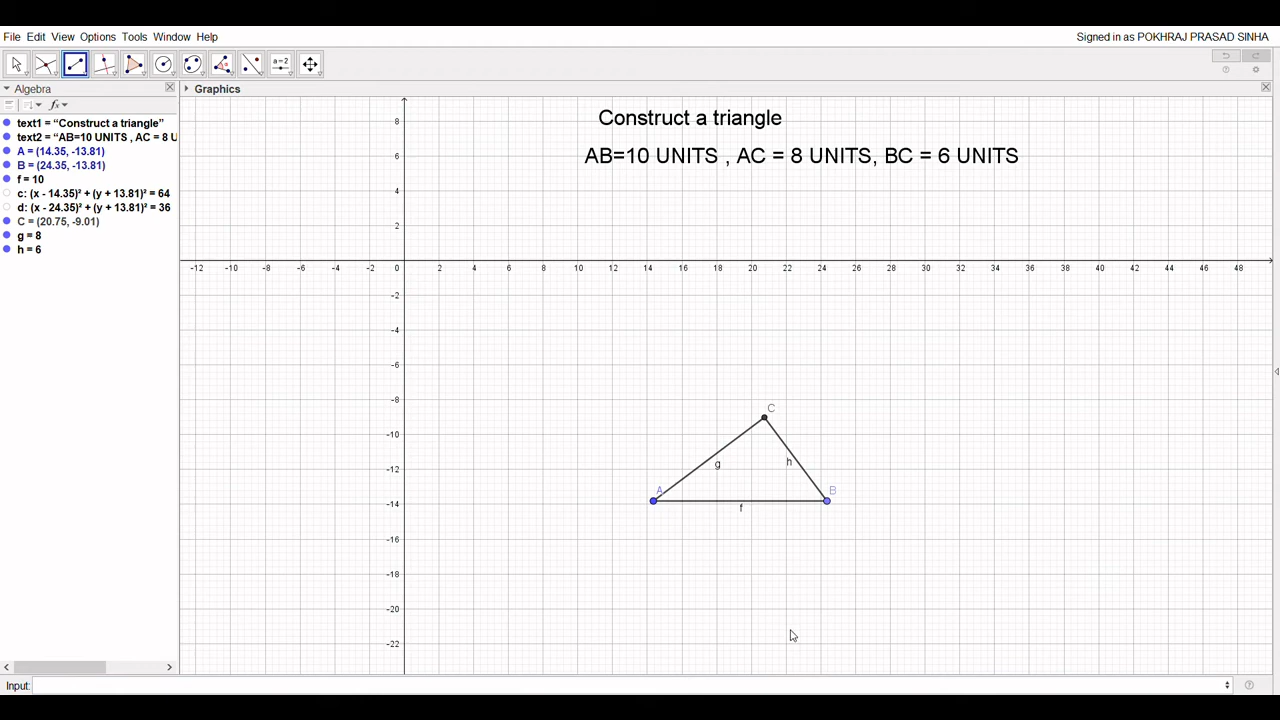 File Edit View Options Tools Window Help
Signed in as POKHRAJ PRASAD SINHA
a=2
Algebra
Graphics
fx
text1 = “Construct a triangle”
text2 = “AB=10 UNITS , AC = 8 U
A = (14.35, -13.81)
B = (24.35, -13.81)
f = 10
c: (x - 14.35)² + (y + 13.81)² = 64
d: (x - 24.35)² + (y + 13.81)² = 36
C = (20.75, -9.01)
g = 8
h = 6
Construct a triangle
AB=10 UNITS , AC = 8 UNITS, BC = 6 UNITS
8
6
4
2
-12 -10 -8 -6 -4 -2 0 2 4 6 8 10 12 14 16 18 20 22 24 26 28 30 32 34 36 38 40 42 44 46 48
-2
-4
-6
-8
-10
-12
-14
-16
-18
-20
-22
C
g
h
A
B
f
Input: